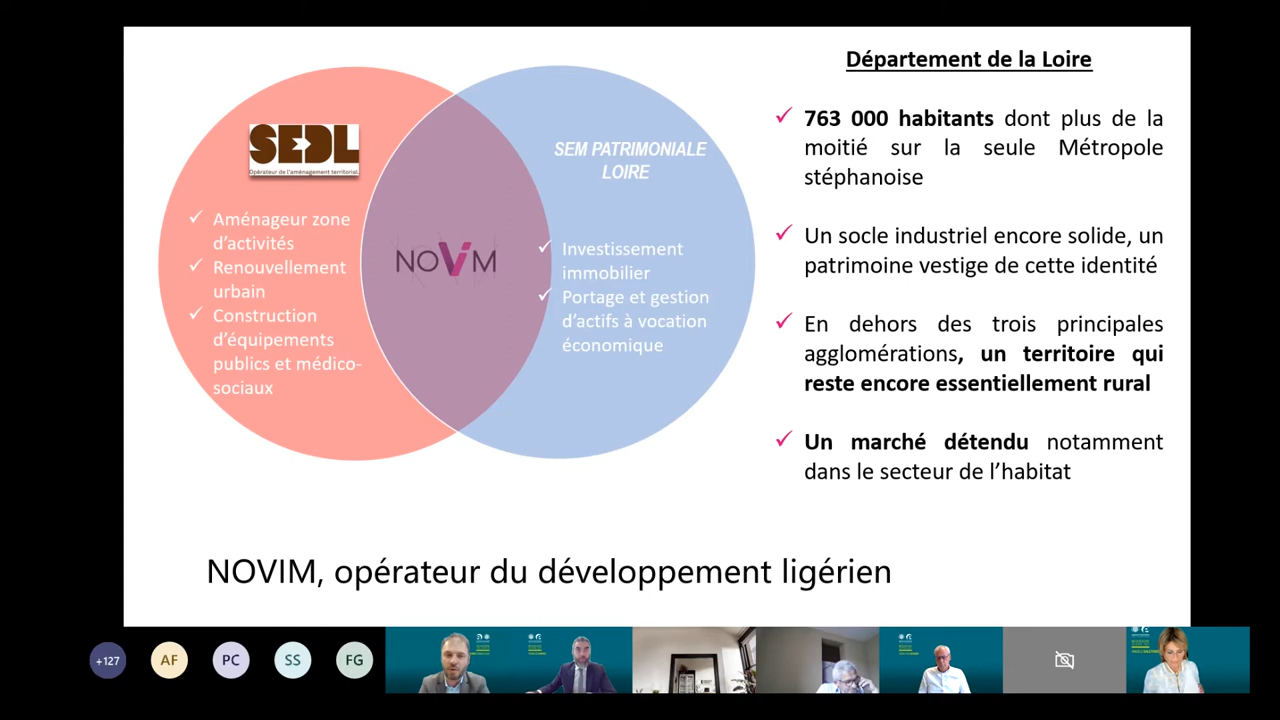 SEDL
Opérateur de l'aménagement territorial.
✓ Aménageur zone
d'activités
✓ Renouvellement
urbain
✓ Construction
d'équipements
publics et médico-
sociaux
NOVIM
SEM PATRIMONIALE
LOIRE
✓ Investissement
immobilier
✓ Portage et gestion
d'actifs à vocation
économique
Département de la Loire
✓ 763 000 habitants dont plus de la
moitié sur la seule Métropole
stéphanoise
✓ Un socle industriel encore solide, un
patrimoine vestige de cette identité
✓ En dehors des trois principales
agglomérations, un territoire qui
reste encore essentiellement rural
✓ Un marché détendu notamment
dans le secteur de l'habitat
NOVIM, opérateur du développement ligérien
+127
AF
PC
SS
FG